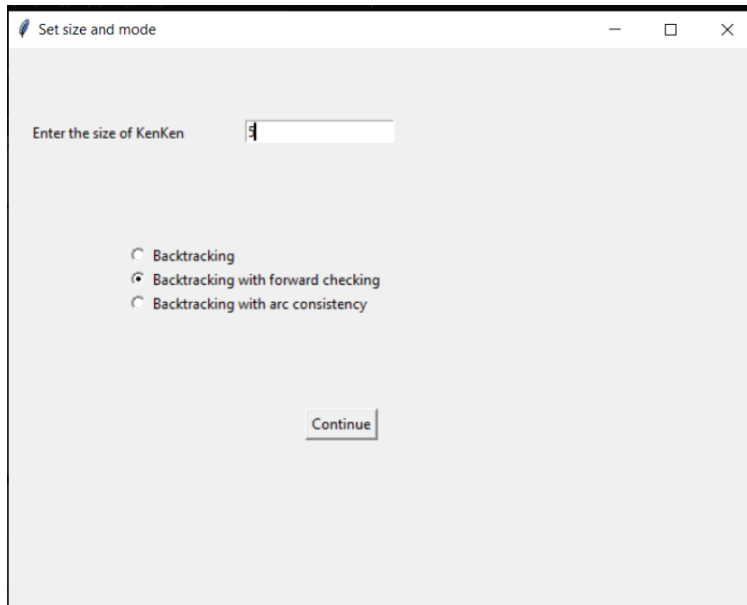 Set size and mode
Enter the size of KenKen
5
Backtracking
Backtracking with forward checking
Backtracking with arc consistency
Continue